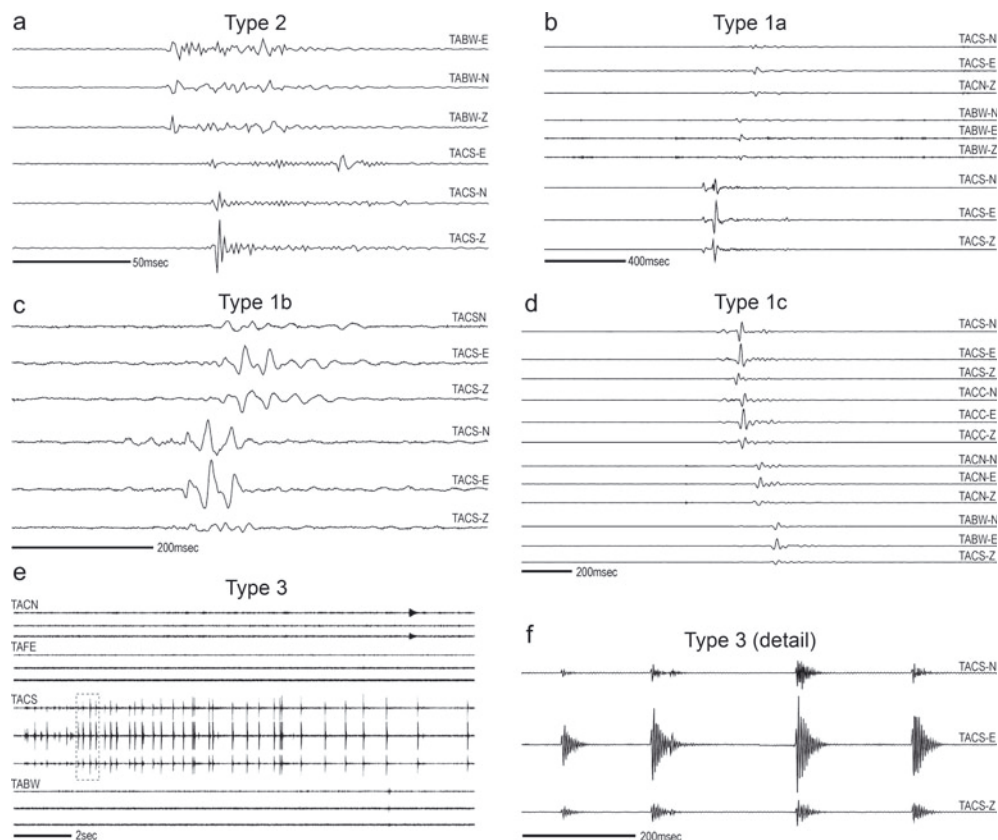 a
Type 2
TABW-E
TABW-N
TABW-Z
TACS-E
TACS-N
TACS-Z
50msec
b
Type 1a
TACS-N
TACS-E
TACN-Z
TABW-N
TABW-E
TABW-Z
TACS-N
TACS-E
TACS-Z
400msec
c
Type 1b
TACSN
TACS-E
TACS-Z
TACS-N
TACS-E
TACS-Z
200msec
d
Type 1c
TACS-N
TACS-E
TACS-Z
TACC-N
TACC-E
TACC-Z
TACN-N
TACN-E
TACN-Z
TABW-N
TABW-E
TACS-Z
200msec
e
Type 3
TACN
TAFE
TACS
TABW
2sec
f
Type 3 (detail)
TACS-N
TACS-E
TACS-Z
200msec